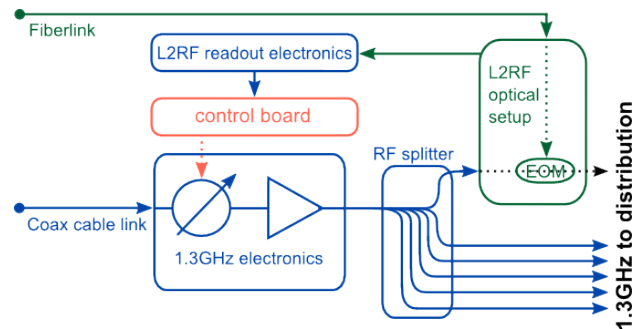 Fiberlink
L2RF readout electronics
L2RF
optical
setup
control board
RF splitter
EOM
Coax cable link
1.3GHz electronics
1.3GHz to distribution